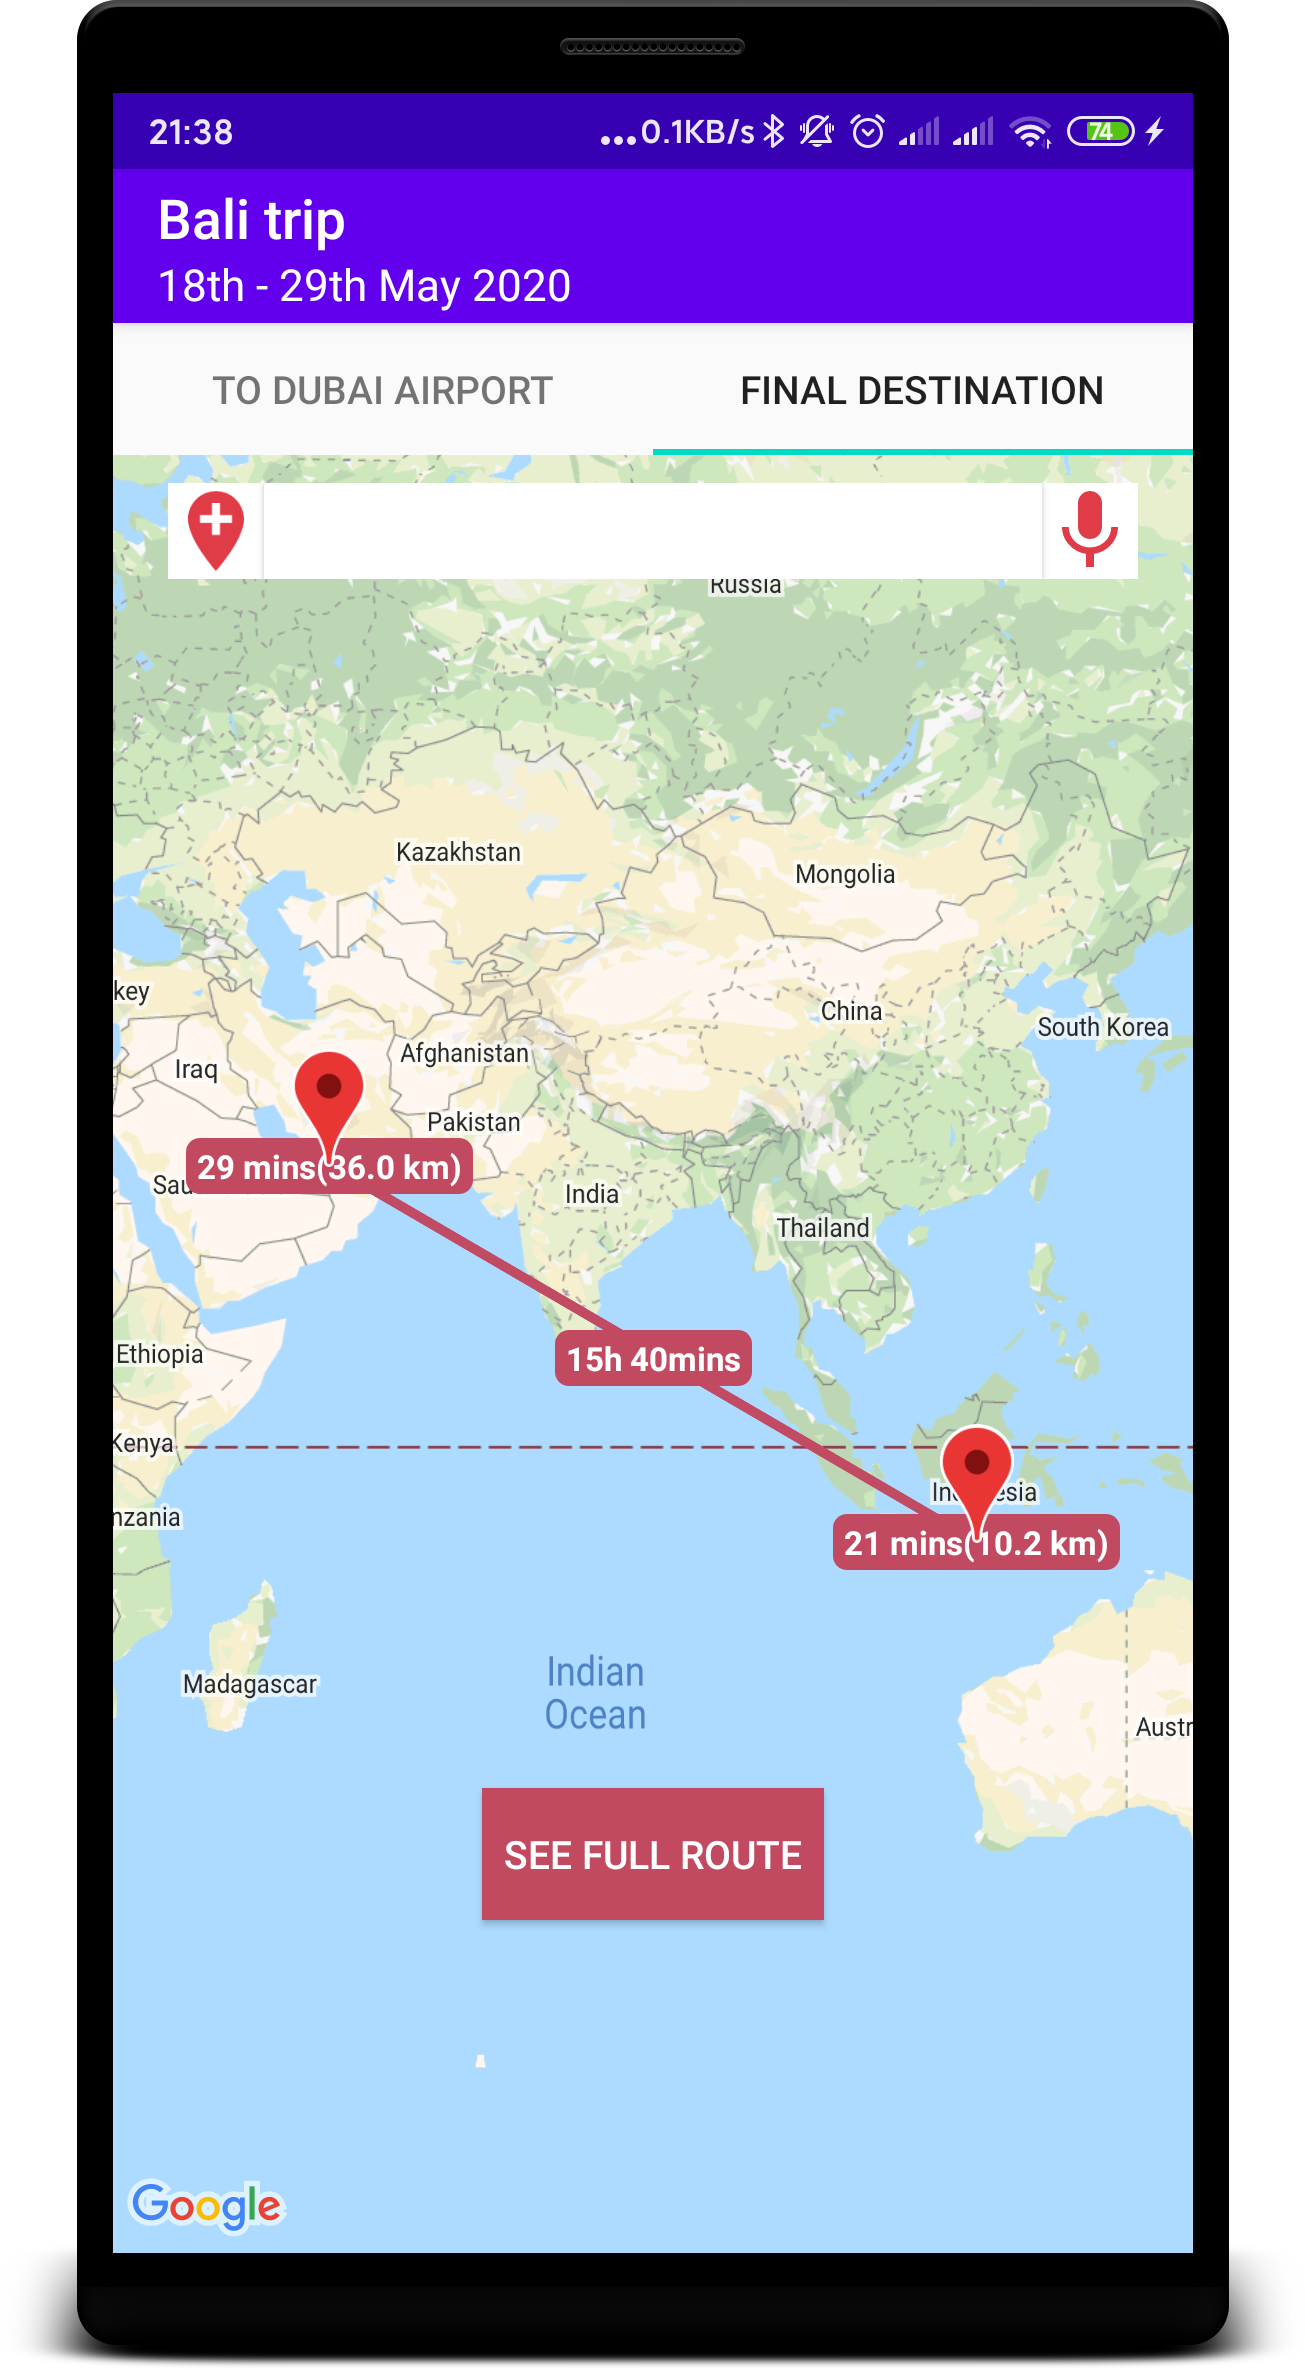 21:38
...0.1KB/s
74
Bali trip
18th - 29th May 2020
TO DUBAI AIRPORT
FINAL DESTINATION
Russia
Kazakhstan
Mongolia
key
China
South Korea
Afghanistan
Iraq
Pakistan
29 mins(36.0 km)
Sau
India
Thailand
Ethiopia
15h 40mins
Kenya
In esia
nzania
21 mins(10.2 km)
Indian
Ocean
Madagascar
Austr
SEE FULL ROUTE
Google